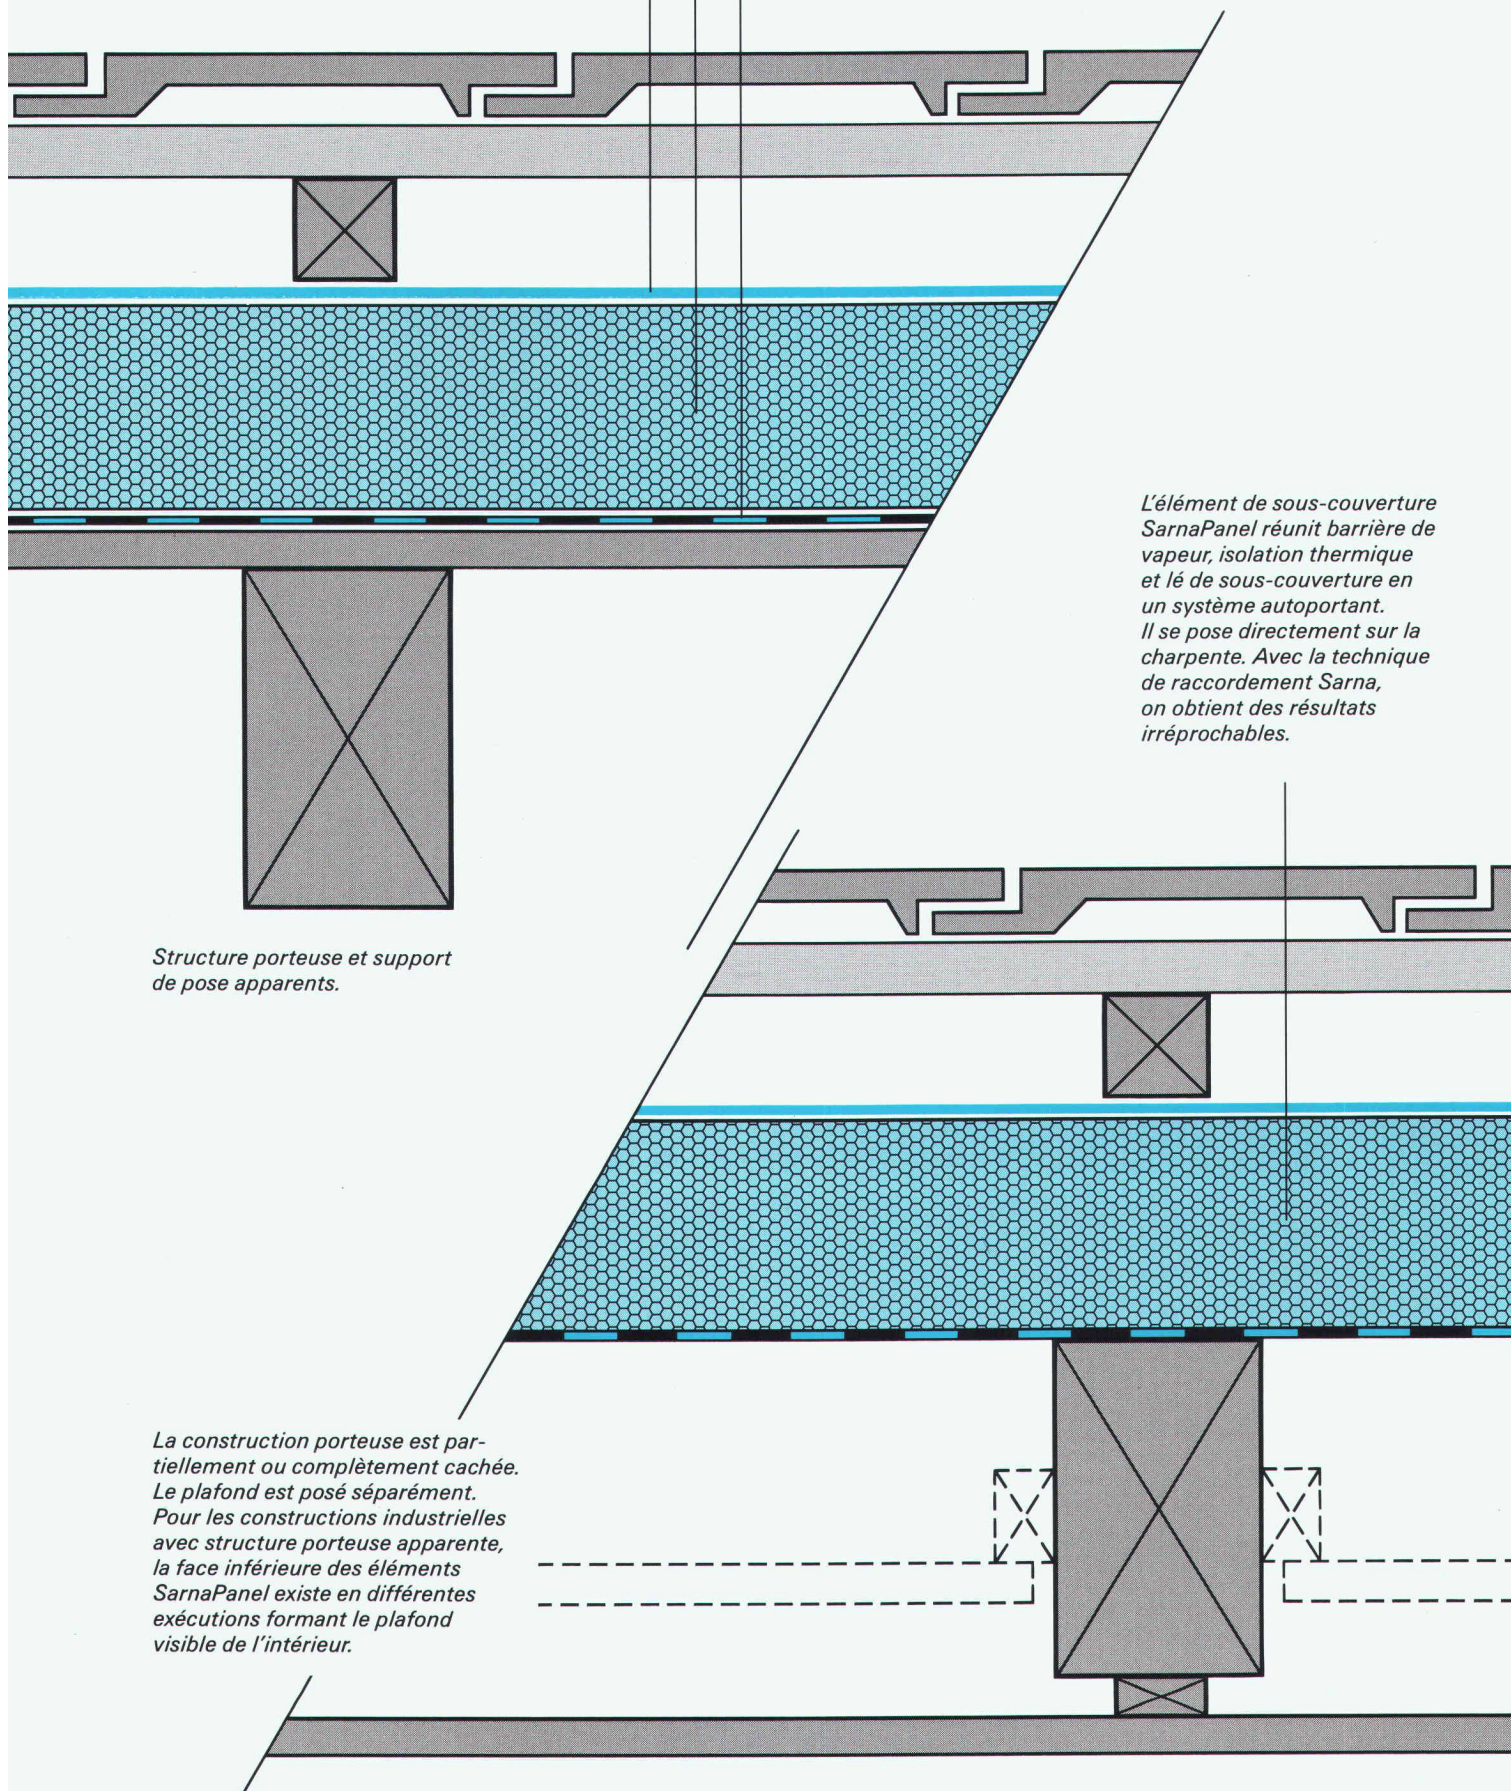 L'élément de sous-couverture
SarnaPanel réunit barrière de
vapeur, isolation thermique
et lé de sous-couverture en
un système autoportant.
Il se pose directement sur la
charpente. Avec la technique
de raccordement Sarna,
on obtient des résultats
irréprochables.
Structure porteuse et support
de pose apparents.
La construction porteuse est par-
tiellement ou complètement cachée.
Le plafond est posé séparément.
Pour les constructions industrielles
avec structure porteuse apparente,
la face inférieure des éléments
SarnaPanel existe en différentes
exécutions formant le plafond
visible de l'intérieur.